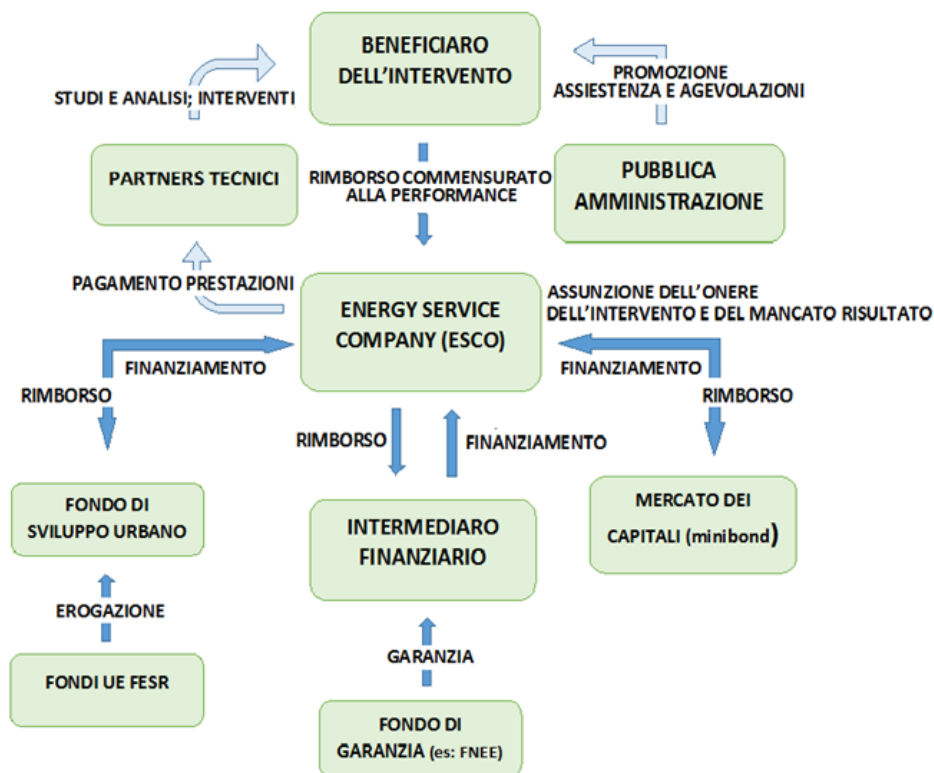 BENEFICIARO
DELL'INTERVENTO
PROMOZIONE
ASSIESTENZA E AGEVOLAZIONI
STUDI E ANALISI; INTERVENTI
PARTNERS TECNICI
RIMBORSO COMMENSURATO
ALLA PERFORMANCE
PUBBLICA
AMMINISTRAZIONE
PAGAMENTO PRESTAZIONI
ENERGY SERVICE
COMPANY (ESCO)
ASSUNZIONE DELL'ONERE
DELL'INTERVENTO E DEL MANCATO RISULTATO
FINANZIAMENTO
RIMBORSO
FINANZIAMENTO
RIMBORSO
RIMBORSO
FINANZIAMENTO
FONDO DI
SVILUPPO URBANO
INTERMEDIARO
FINANZIARIO
MERCATO DEI
CAPITALI (minibond)
EROGAZIONE
GARANZIA
FONDI UE FESR
FONDO DI
GARANZIA (es: FNEE)